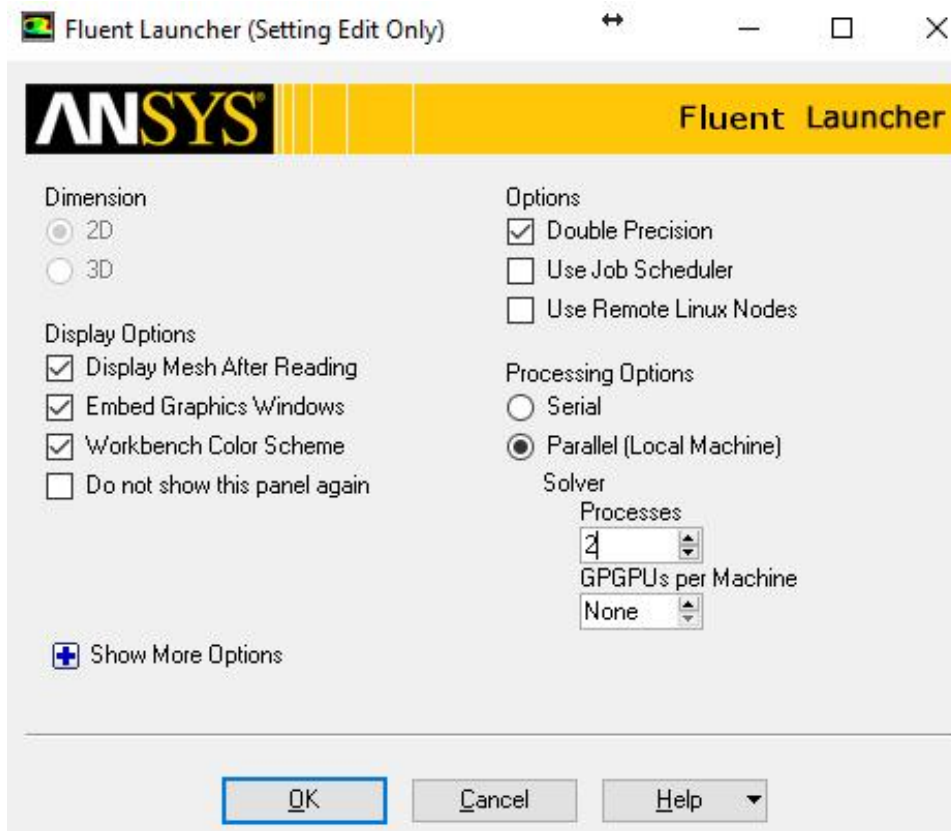 Fluent Launcher (Setting Edit Only)
ANSYS®
Fluent Launcher
Dimension
2D
3D
Display Options
Display Mesh After Reading
Embed Graphics Windows
Workbench Color Scheme
Do not show this panel again
Show More Options
Options
Double Precision
Use Job Scheduler
Use Remote Linux Nodes
Processing Options
Serial
Parallel (Local Machine)
Solver
Processes
2
GPGPUs per Machine
None
OK
Cancel
Help